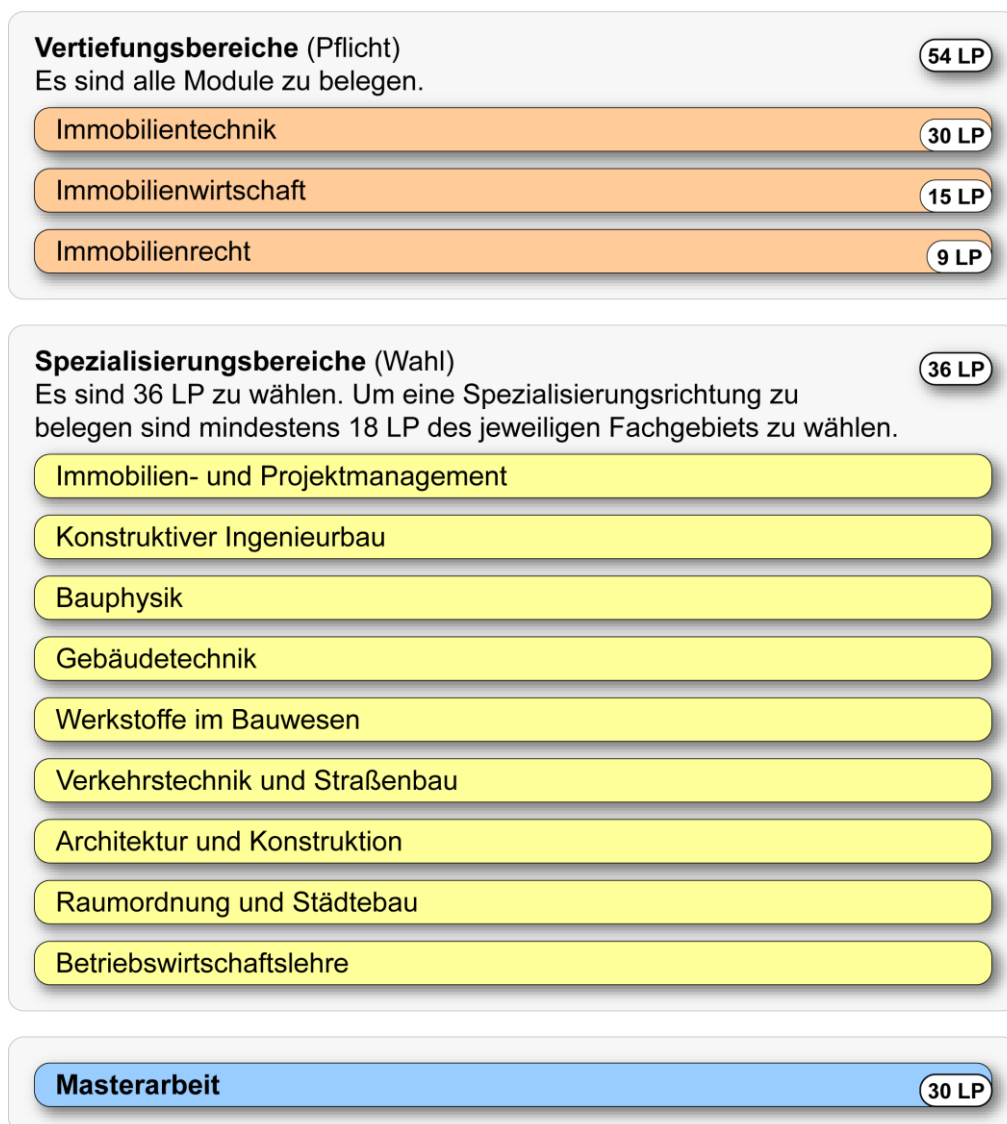 Vertiefungsbereiche (Pflicht)
54 LP
Es sind alle Module zu belegen.
Immobilientechnik
30 LP
Immobilienwirtschaft
15 LP
Immobilienrecht
9 LP
Spezialisierungsbereiche (Wahl)
36 LP
Es sind 36 LP zu wählen. Um eine Spezialisierungsrichtung zu
belegen sind mindestens 18 LP des jeweiligen Fachgebiets zu wählen.
Immobilien- und Projektmanagement
Konstruktiver Ingenieurbau
Bauphysik
Gebäudetechnik
Werkstoffe im Bauwesen
Verkehrstechnik und Straßenbau
Architektur und Konstruktion
Raumordnung und Städtebau
Betriebswirtschaftslehre
Masterarbeit
30 LP